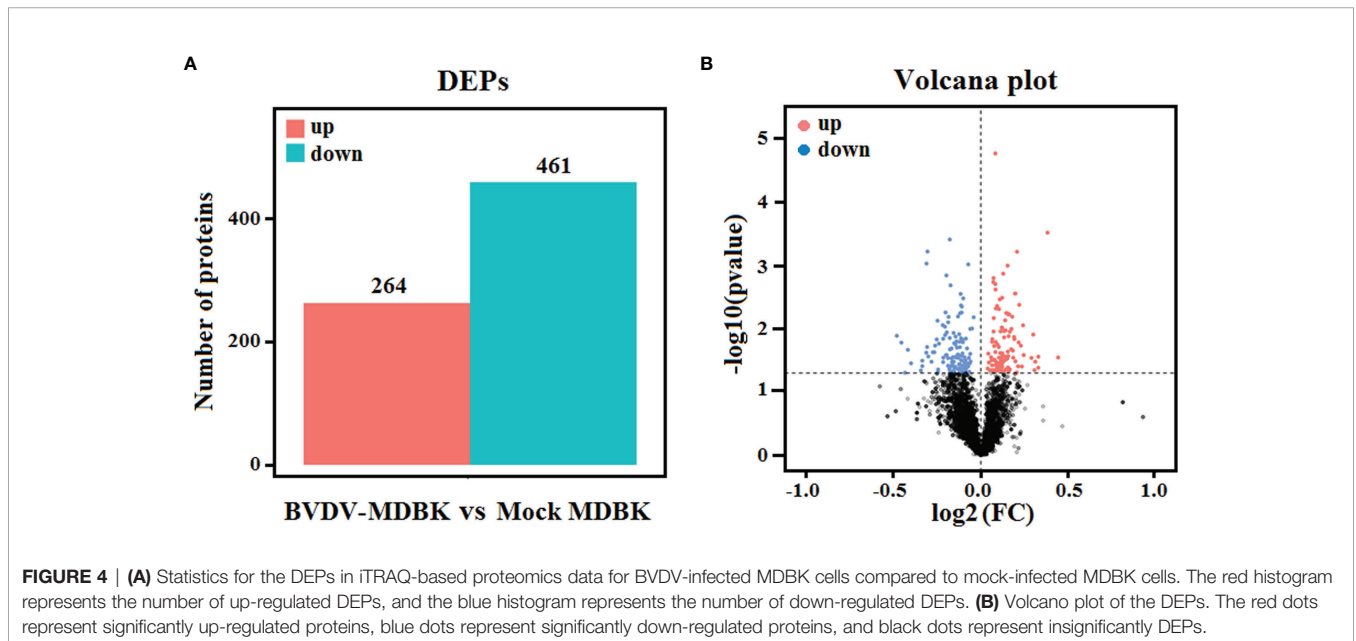 A
DEPs
up
down
461
264
400
200
0
Number of proteins
BVDV-MDBK vs Mock MDBK
B
Volcana plot
up
down
5
4
3
2
1
0
-log10(pvalue)
-1.0 -0.5 0.0 0.5 1.0
log2 (FC)
FIGURE 4 | (A) Statistics for the DEPs in iTRAQ-based proteomics data for BVDV-infected MDBK cells compared to mock-infected MDBK cells. The red histogram
represents the number of up-regulated DEPs, and the blue histogram represents the number of down-regulated DEPs. (B) Volcano plot of the DEPs. The red dots
represent significantly up-regulated proteins, blue dots represent significantly down-regulated proteins, and black dots represent insignificantly DEPs.